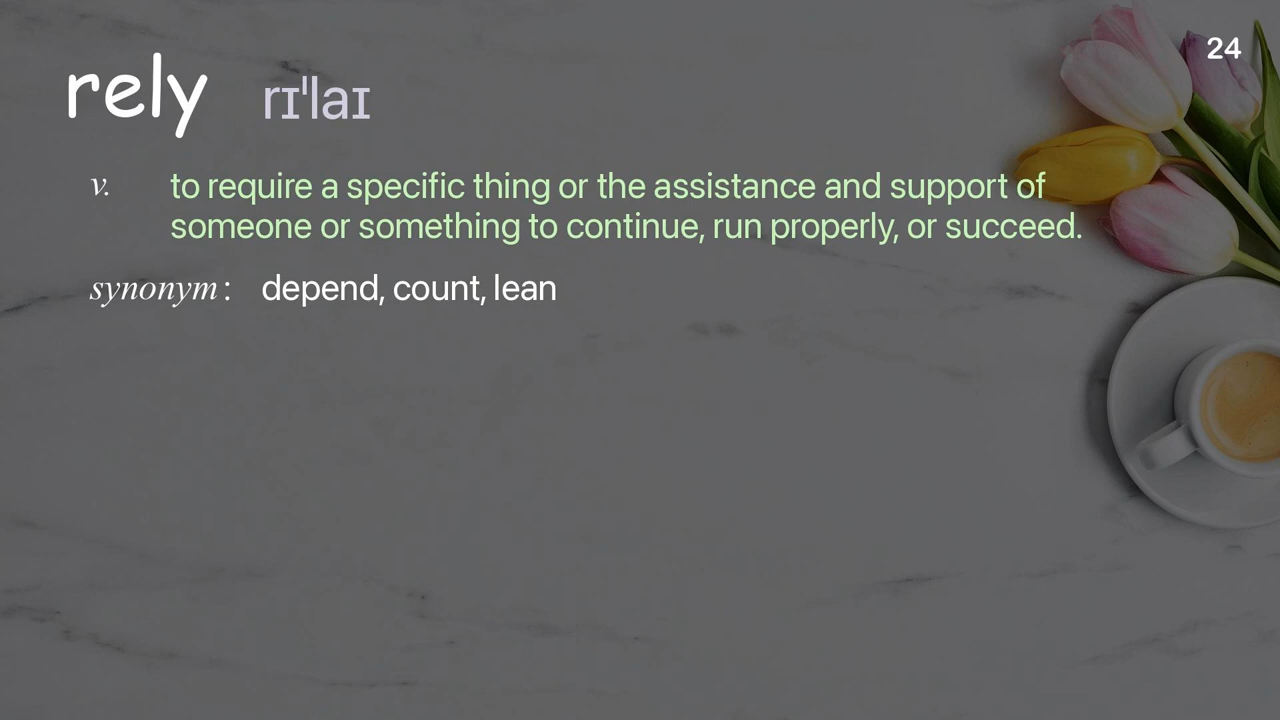 24
rely rɪˈlaɪ
v. to require a specific thing or the assistance and support of
someone or something to continue, run properly, or succeed.
synonym : depend, count, lean